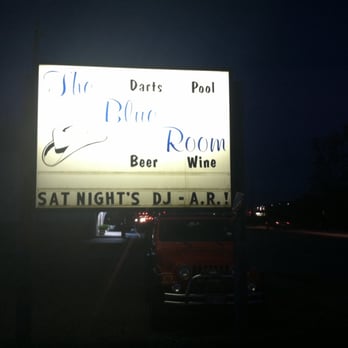 The Darts Pool
Blue
Room
Beer Wine
SAT NIGHT'S DJ - A.R.!